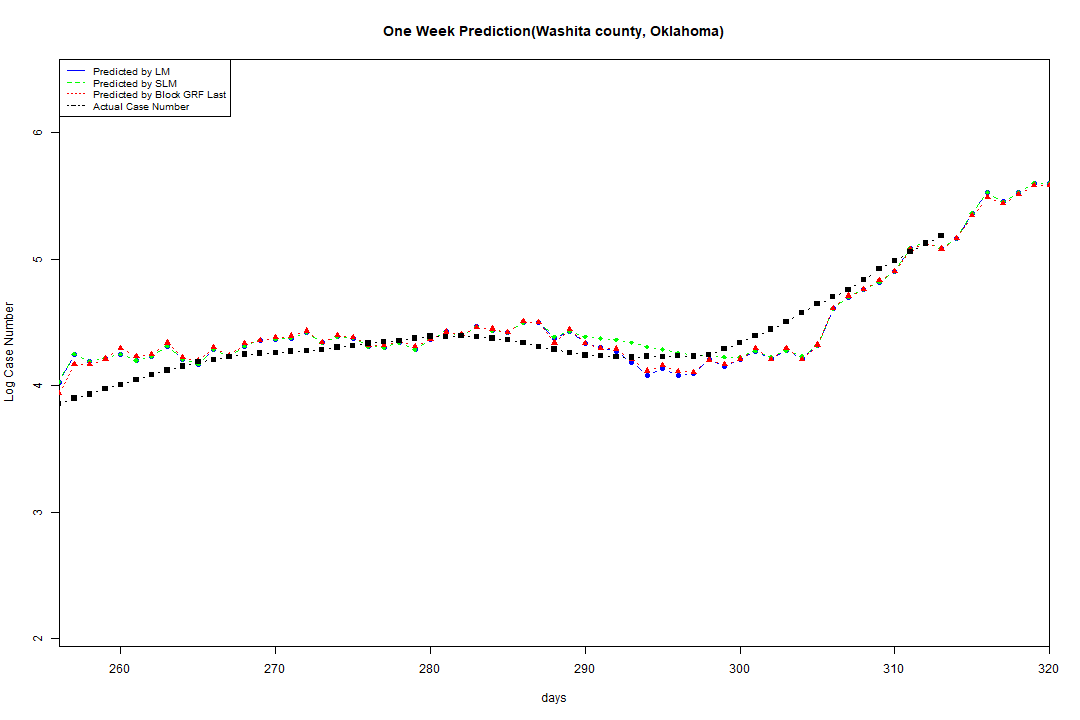 One Week Prediction(Washita county, Oklahoma)
Predicted by LM
Predicted by SLM
Predicted by Block GRF Last
Actual Case Number
6
5
4
3
2
Log Case Number
260 270 280 290 300 310 320
days